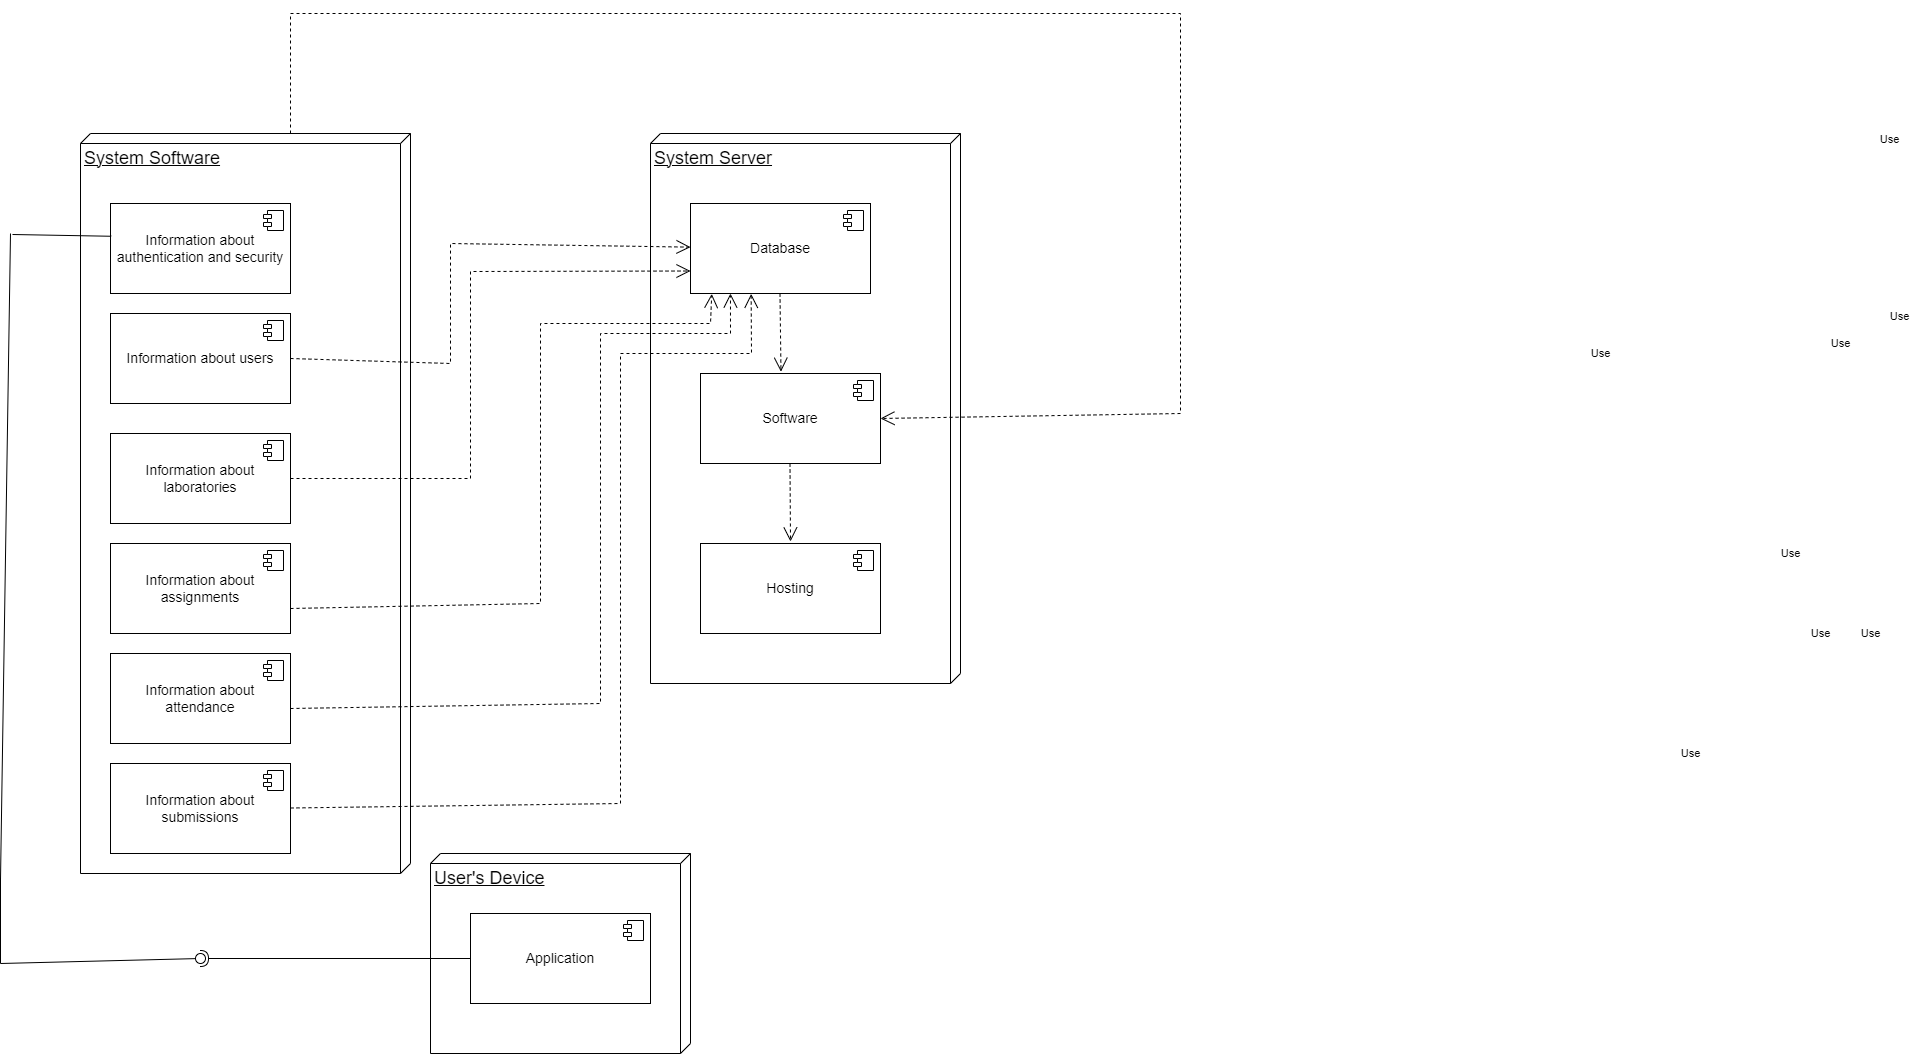 System Software
Information about
authentication and security
Information about users
Information about
laboratories
Information about
assignments
Information about
attendance
Information about
submissions
System Server
Database
Software
Hosting
User's Device
Application
Use
Use
Use
Use
Use
Use
Use
Use